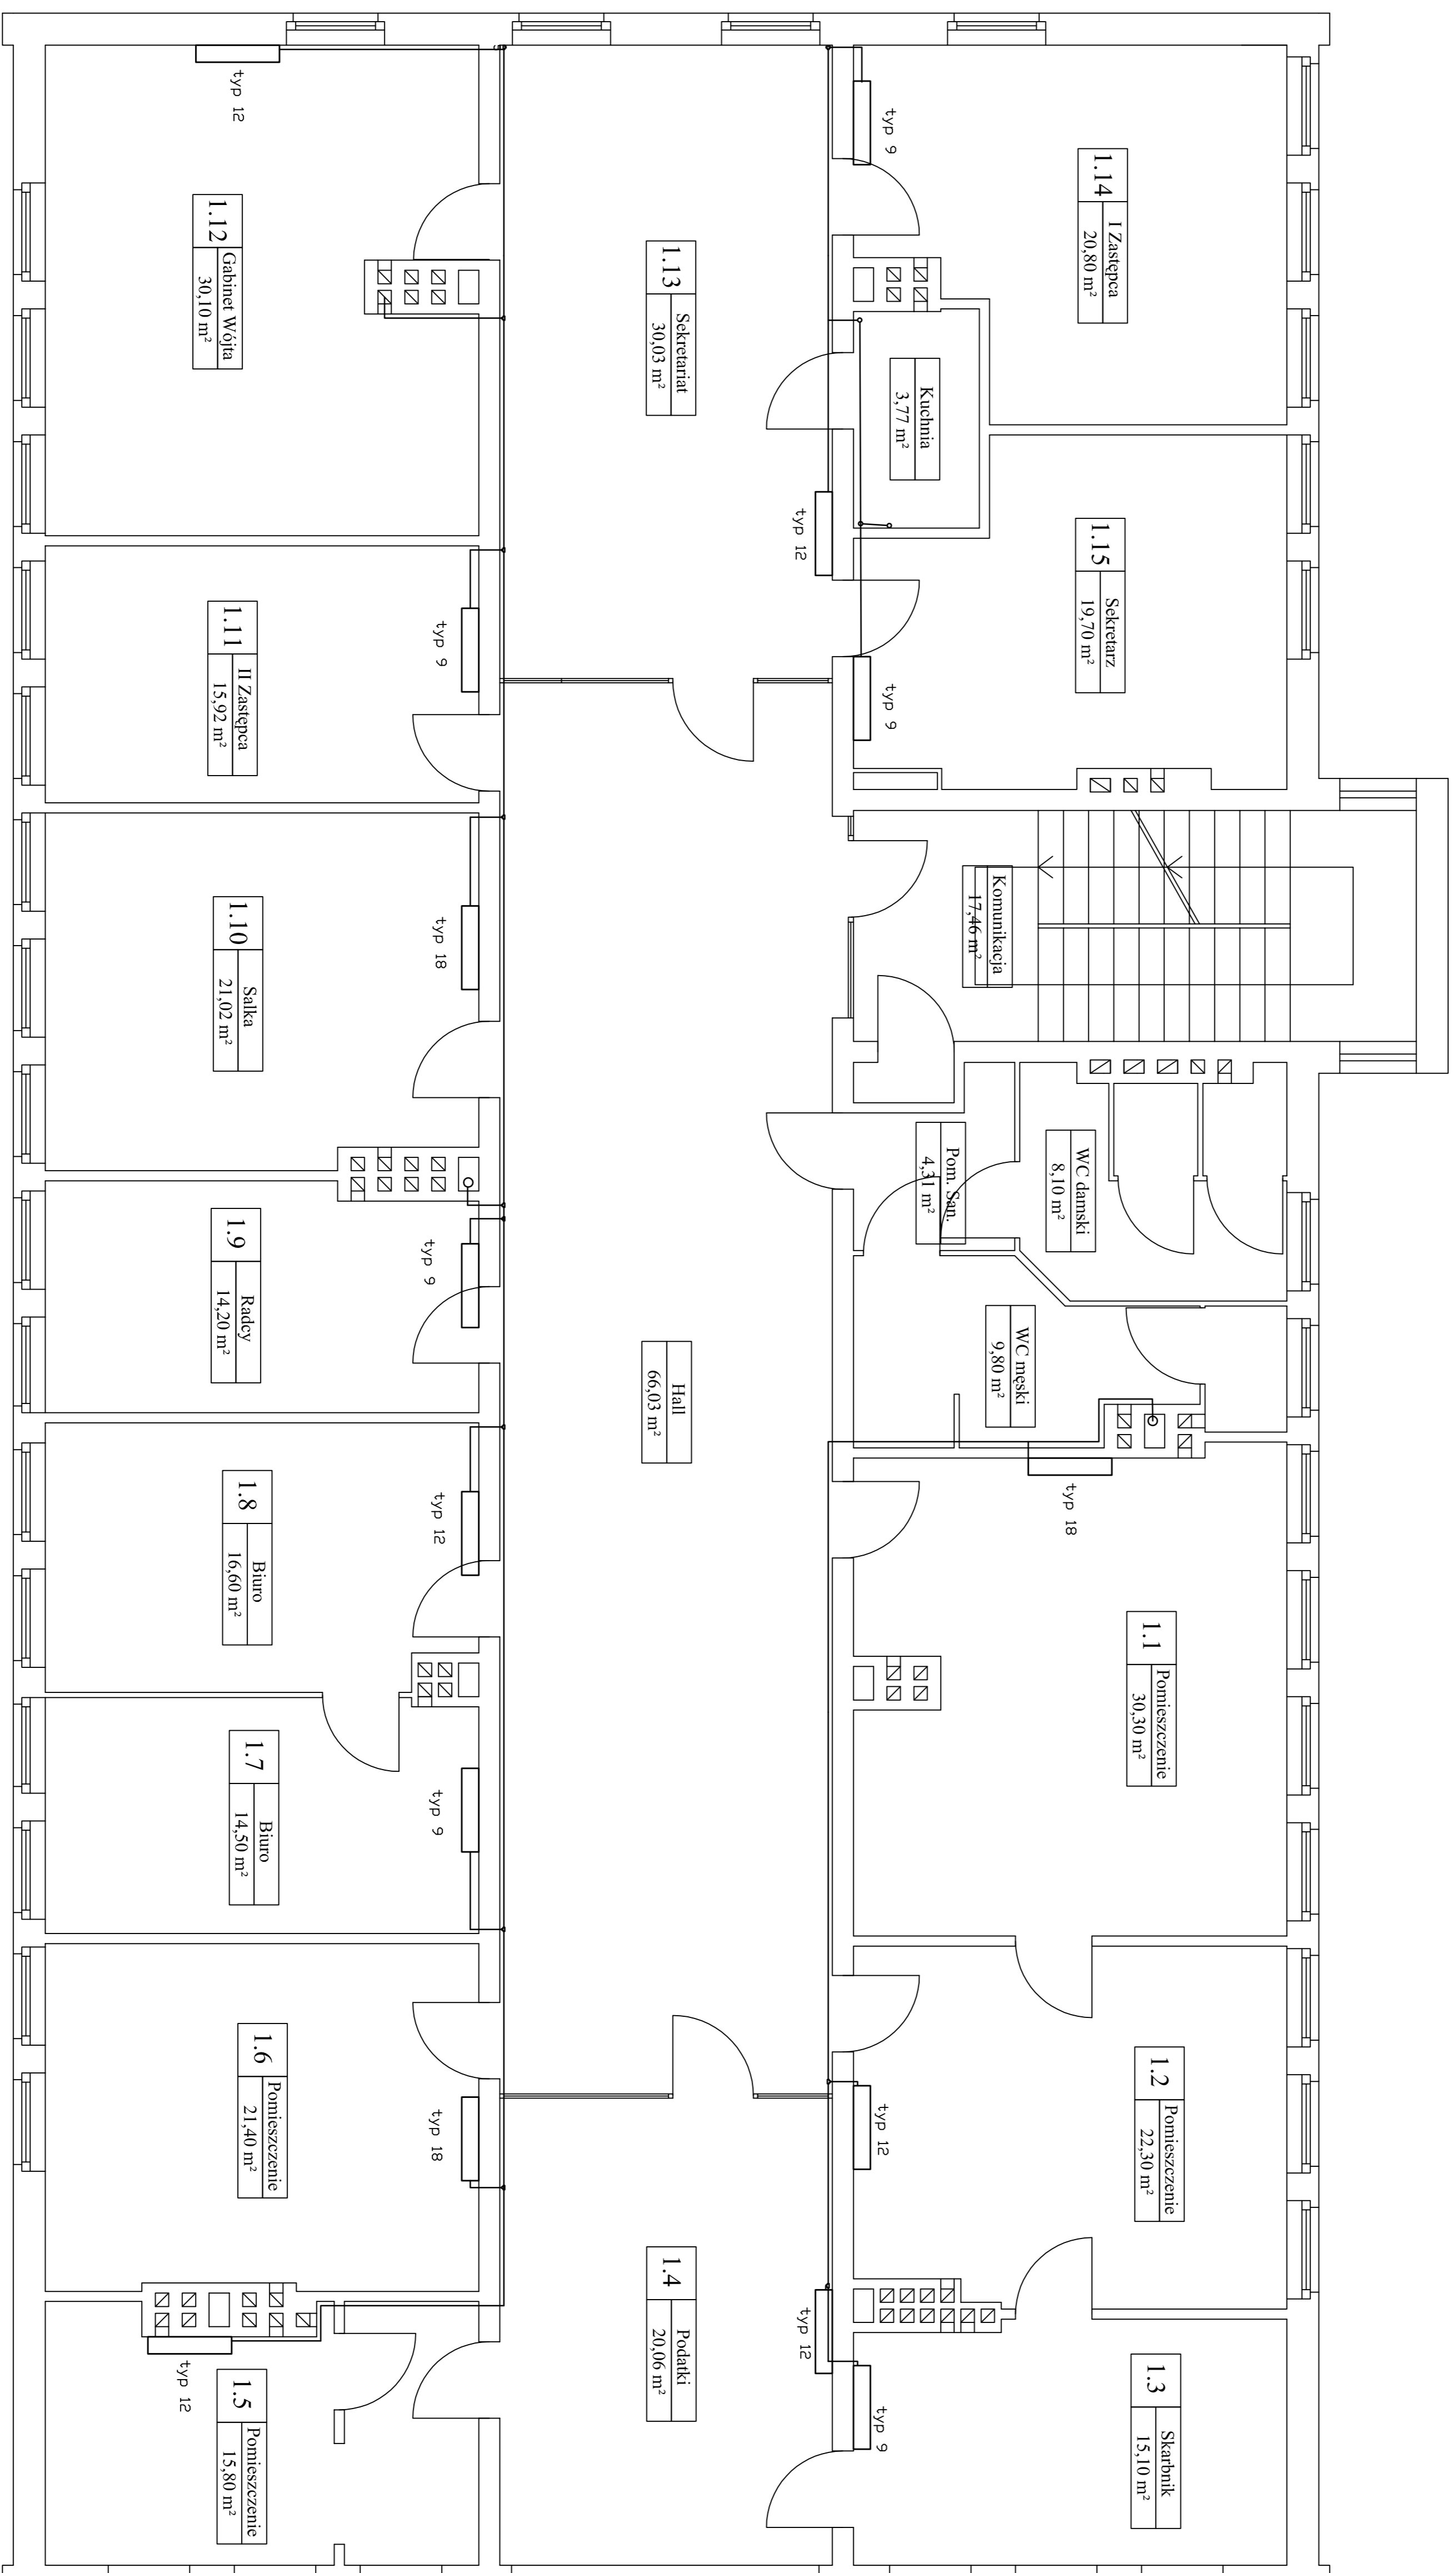 1.14
I Zastępca
20,80 m²
typ 9
1.15
Sekretarz
19,70 m²
typ 9
Kuchnia
3,77 m²
1.13
Sekretariat
30,03 m²
typ 12
1.12
Gabinet Wójta
30,10 m²
typ 12
1.11
II Zastępca
15,92 m²
typ 9
Komunikacja
17,46 m²
1.10
Salka
21,02 m²
typ 18
WC damski
8,10 m²
Pom. San.
4,31 m²
WC męski
9,80 m²
Hall
66,03 m²
1.9
Radcy
14,20 m²
typ 9
1.8
Biuro
16,60 m²
typ 12
1.1
Pomieszczenie
30,30 m²
typ 18
1.7
Biuro
14,50 m²
typ 9
1.2
Pomieszczenie
22,30 m²
typ 12
1.6
Pomieszczenie
21,40 m²
typ 18
1.3
Skarbnik
15,10 m²
typ 9
1.4
Podatki
20,06 m²
typ 12
1.5
Pomieszczenie
15,80 m²
typ 12